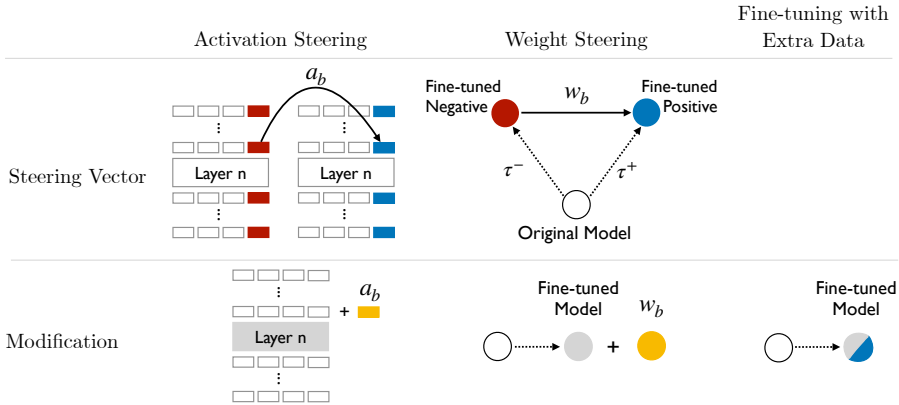 Activation Steering
Weight Steering
Fine-tuning with
Extra Data
Steering Vector
a_b
⋮
⋮
Layer n
Layer n
⋮
⋮
Fine-tuned
Negative
w_b
Fine-tuned
Positive
τ⁻
τ⁺
Original Model
Modification
⋮
a_b
+
Layer n
⋮
Fine-tuned
Model
w_b
+
Fine-tuned
Model